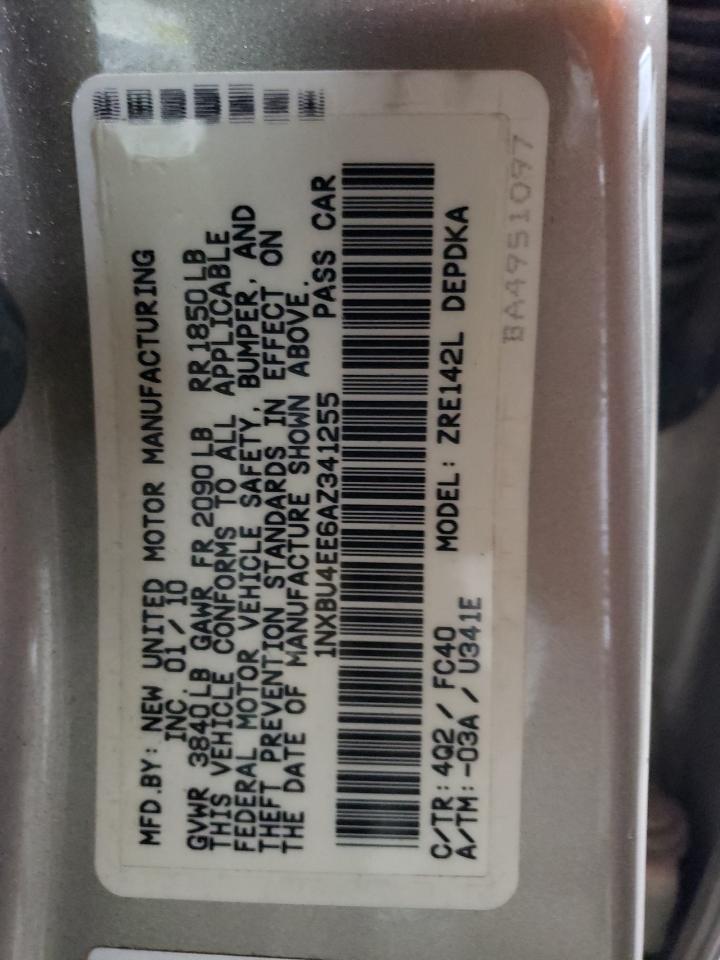 MFD.BY: NEW UNITED MOTOR MANUFACTURING
INC. 01/10
GVWR 3840LB GAWR FR 2090LB RR1850LB
THIS VEHICLE CONFORMS TO ALL APPLICABLE
FEDERAL MOTOR VEHICLE SAFETY, BUMPER, AND
THEFT PREVENTION STANDARDS IN EFFECT ON
THE DATE OF MANUFACTURE SHOWN ABOVE.
1NXBU4EE6AZ341255 PASS CAR
C/TR: 4Q2 / FC40 MODEL: ZRE142L DEPDKA
A/TM: -03A / U341E
BA4951097